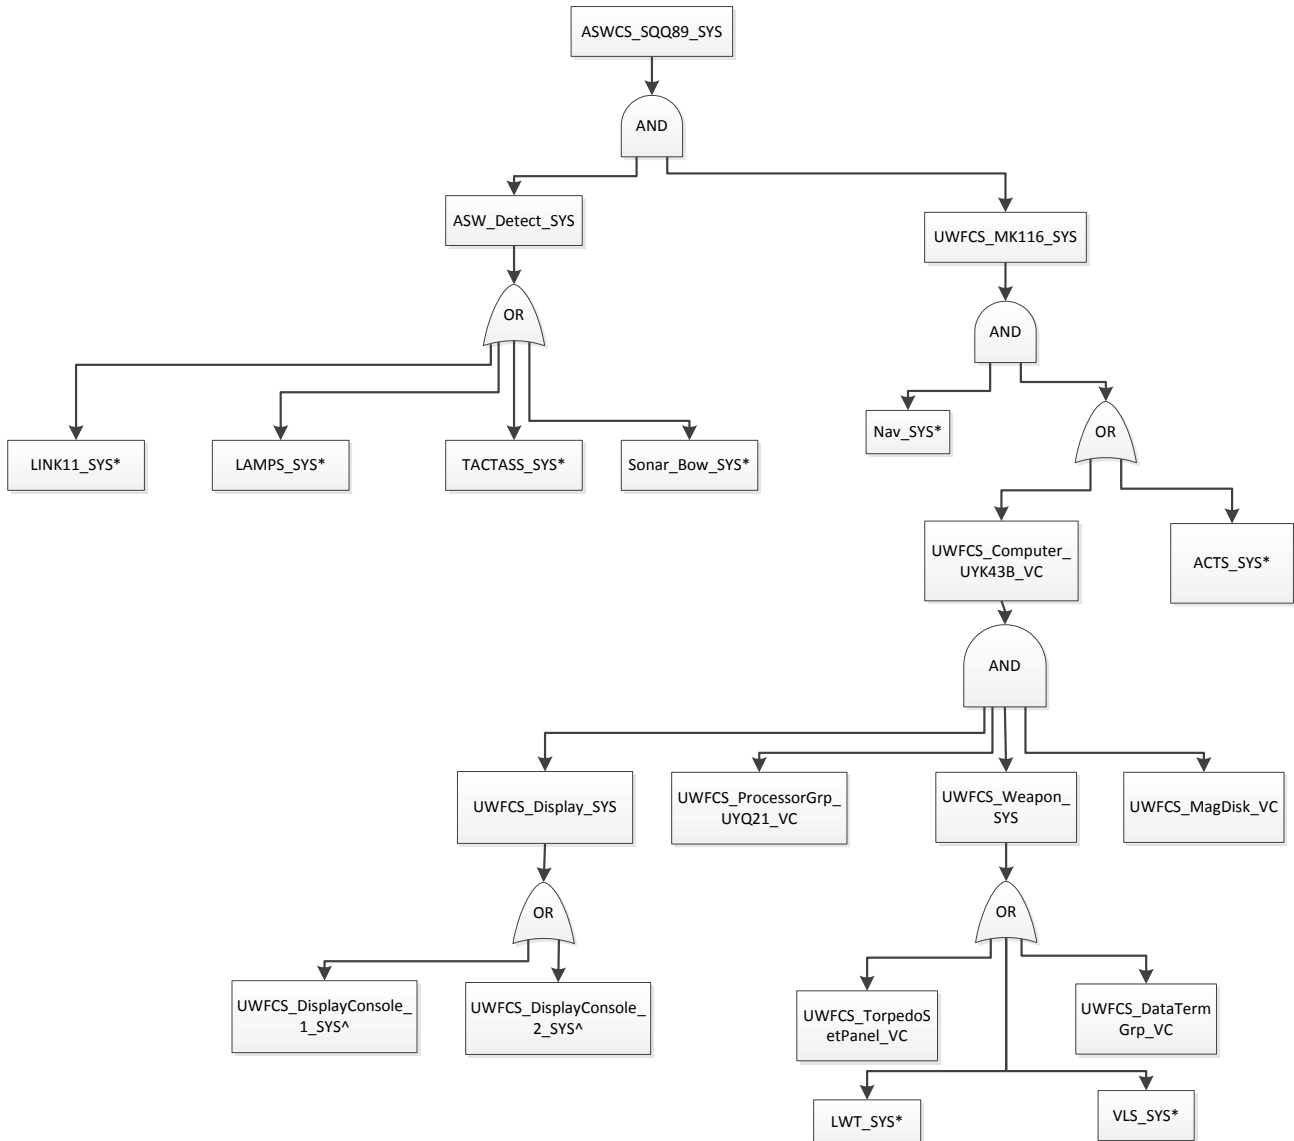 ASWCS_SQQ89_SYS
AND
ASW_Detect_SYS
UWFCS_MK116_SYS
OR
AND
LINK11_SYS*
LAMPS_SYS*
TACTASS_SYS*
Sonar_Bow_SYS*
Nav_SYS*
OR
UWFCS_Computer_
UYK43B_VC
ACTS_SYS*
AND
UWFCS_Display_SYS
UWFCS_ProcessorGrp_
UYQ21_VC
UWFCS_Weapon_
SYS
UWFCS_MagDisk_VC
OR
OR
UWFCS_DisplayConsole_
1_SYS^
UWFCS_DisplayConsole_
2_SYS^
UWFCS_TorpedoS
etPanel_VC
UWFCS_DataTerm
Grp_VC
LWT_SYS*
VLS_SYS*